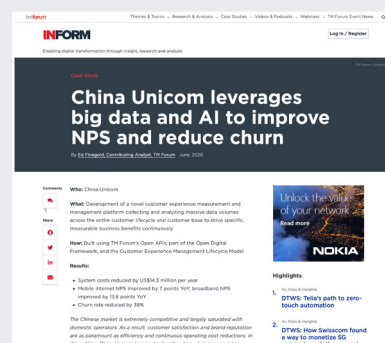 tmforum
Themes & Topics Research & Analysis Case Studies Videos & Podcasts Webinars TM Forum Event News
INFORM
Log in / Register
Enabling digital transformation through insight, research and analysis
Case Study
China Unicom leverages
big data and AI to improve
NPS and reduce churn
By Ed Finegold, Contributing Analyst, TM Forum June, 2020
Comments
Share
Who: China Unicom
What: Development of a novel customer experience measurement and
management platform collecting and analyzing massive data volumes
across the entire customer lifecycle and customer base to drive specific,
measurable business benefits continuously
How: Built using TM Forum's Open APIs, part of the Open Digital
Framework, and the Customer Experience Management Lifecycle Model
Results:
• System costs reduced by US$14.3 million per year
• Mobile internet NPS improved by 7 points YoY, broadband NPS
improved by 13.8 points YoY
• Churn rate reduced by 38%
The Chinese market is extremely competitive and largely satuated with
domestic operators. As a result, customer satisfaction and brand reputation
are as paramount as efficiency and continuous operating cost reductions. In
Unlock the value
of your network
Read more
NOKIA
Highlights
AI, Data & Insights
1. DTWS: Telia's path to zero-
touch automation
AI, Data & Insights
2. DTWS: How Swisscom found
a way to monetize 5G